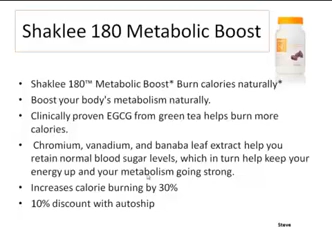 Shaklee 180 Metabolic Boost
• Shaklee 180™ Metabolic Boost* Burn calories naturally*
• Boost your body's metabolism naturally.
• Clinically proven EGCG from green tea helps burn more
calories.
• Chromium, vanadium, and banaba leaf extract help you
retain normal blood sugar levels, which in turn help keep your
energy up and your metabolism going strong.
• Increases calorie burning by 30%
• 10% discount with autoship
Steve